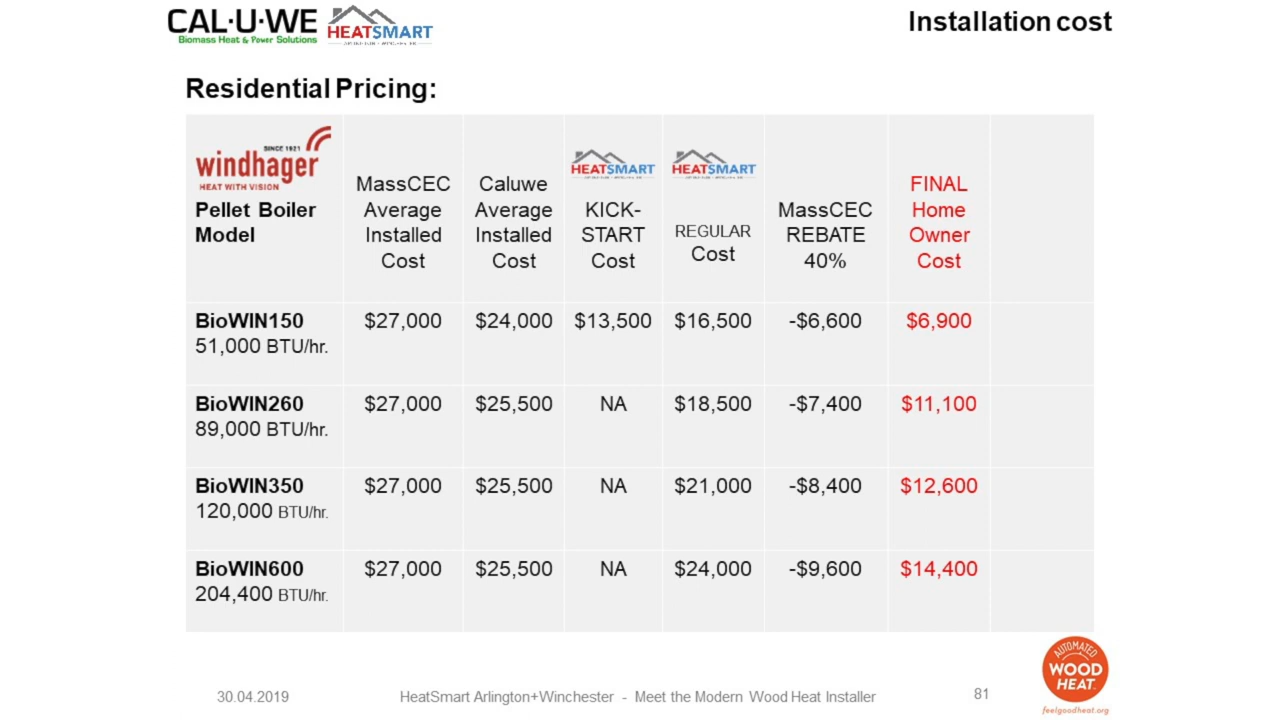 CAL·U·WE
Biomass Heat & Power Solutions
HEATSMART
Installation cost
Residential Pricing:
SINCE 1921
windhager
HEAT WITH VISION
Pellet Boiler
Model
MassCEC
Average
Installed
Cost
Caluwe
Average
Installed
Cost
HEATSMART
KICK-
START
Cost
HEATSMART
REGULAR
Cost
MassCEC
REBATE
40%
FINAL
Home
Owner
Cost
BioWIN150 $27,000 $24,000 $13,500 $16,500 -$6,600 $6,900
51,000 BTU/hr.
BioWIN260 $27,000 $25,500 NA $18,500 -$7,400 $11,100
89,000 BTU/hr.
BioWIN350 $27,000 $25,500 NA $21,000 -$8,400 $12,600
120,000 BTU/hr.
BioWIN600 $27,000 $25,500 NA $24,000 -$9,600 $14,400
204,400 BTU/hr.
AUTOMATED
WOOD
HEAT.
feelgoodheat.org
30.04.2019 HeatSmart Arlington+Winchester - Meet the Modern Wood Heat Installer 81